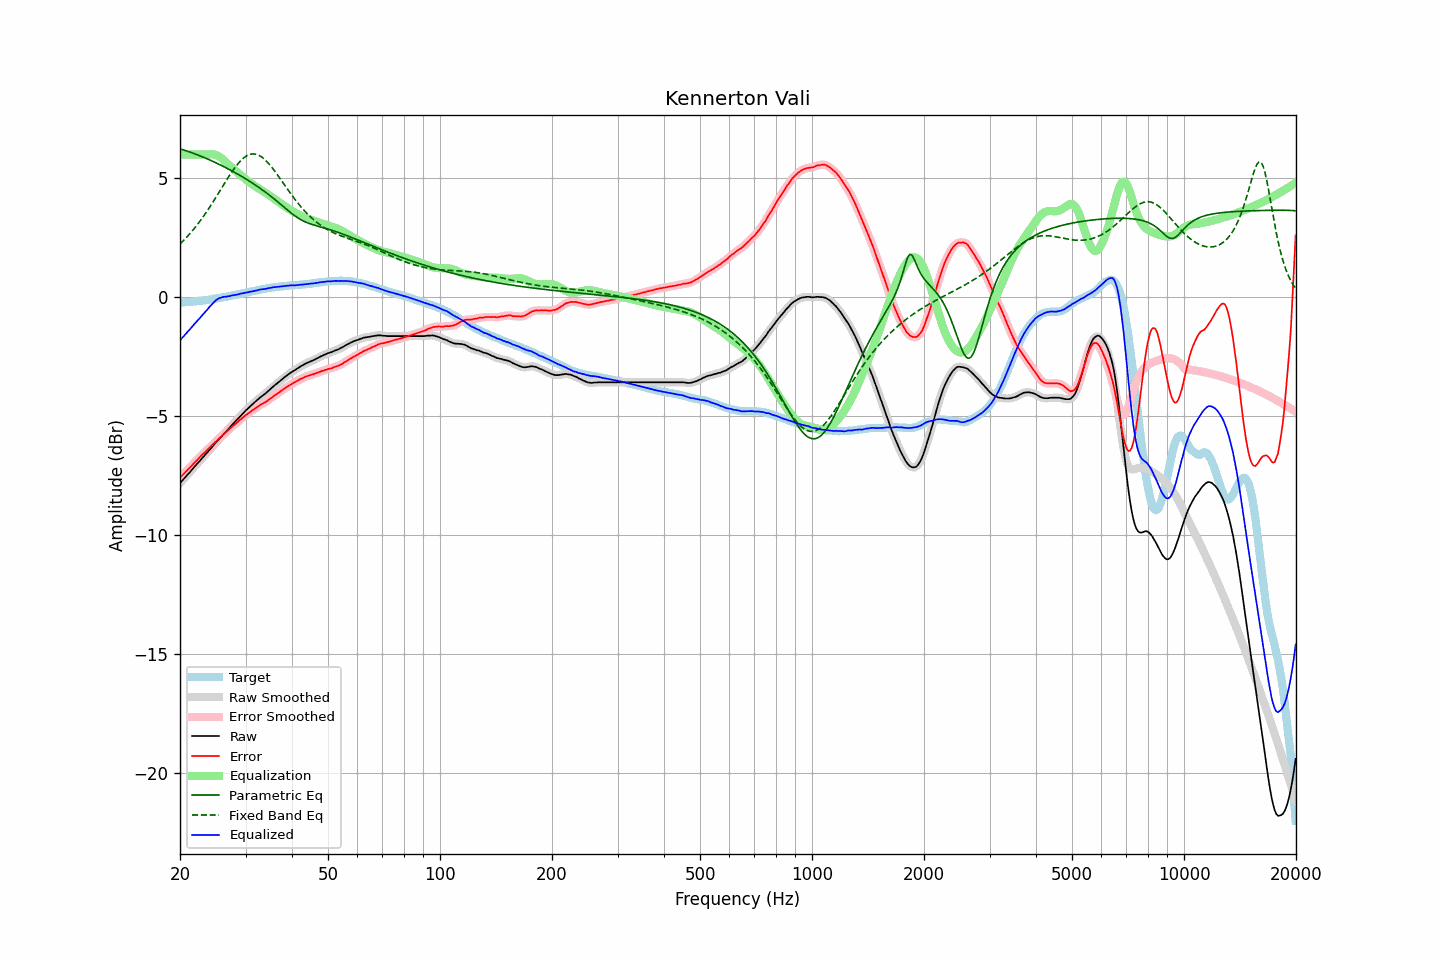 Kennerton Vali
Amplitude (dBr)
5
0
−5
−10
−15
−20
Target
Raw Smoothed
Error Smoothed
Raw
Error
Equalization
Parametric Eq
Fixed Band Eq
Equalized
20 50 100 200 500 1000 2000 5000 10000 20000
Frequency (Hz)